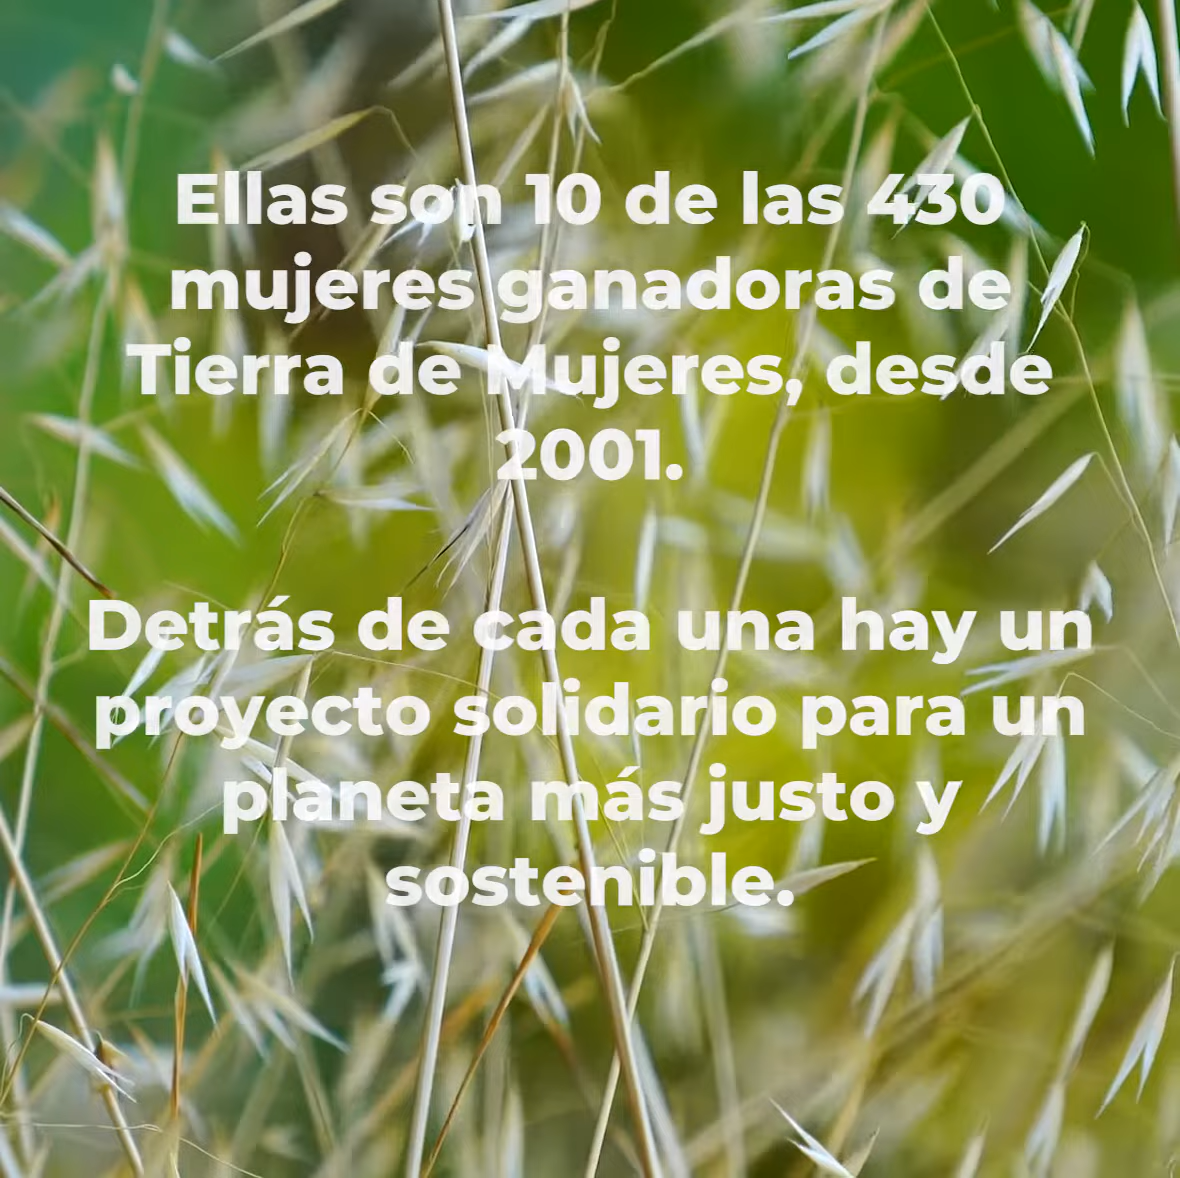 Ellas son 10 de las 430
mujeres ganadoras de
Tierra de Mujeres, desde
2001.
Detrás de cada una hay un
proyecto solidario para un
planeta más justo y
sostenible.